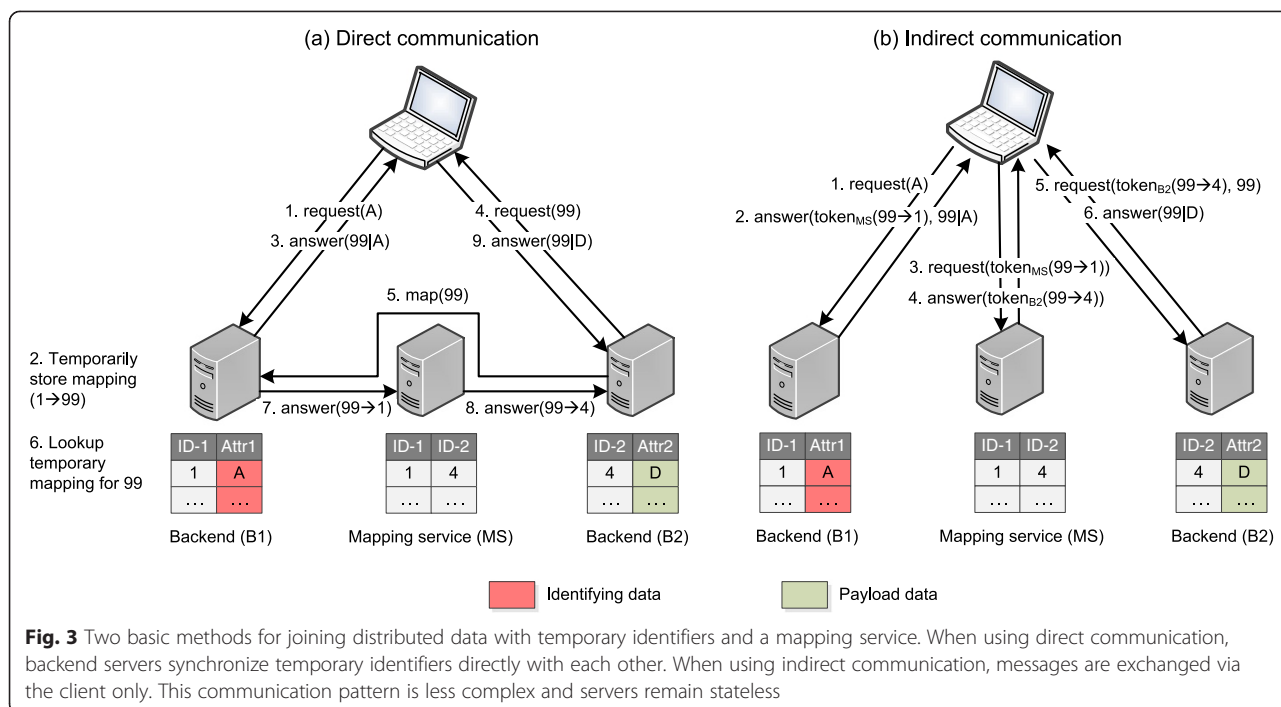 (a) Direct communication
1. request(A)
3. answer(99|A)
4. request(99)
9. answer(99|D)
5. map(99)
2. Temporarily
store mapping
(1→99)
7. answer(99→1)
8. answer(99→4)
6. Lookup
temporary
mapping for 99
ID-1 Attr1
1 A
... ...
Backend (B1)
ID-1 ID-2
1 4
... ...
Mapping service (MS)
ID-2 Attr2
4 D
... ...
Backend (B2)
(b) Indirect communication
1. request(A)
2. answer(tokenMS(99→1), 99|A)
3. request(tokenMS(99→1))
4. answer(tokenB2(99→4))
5. request(tokenB2(99→4), 99)
6. answer(99|D)
ID-1 Attr1
1 A
... ...
Backend (B1)
ID-1 ID-2
1 4
... ...
Mapping service (MS)
ID-2 Attr2
4 D
... ...
Backend (B2)
Identifying data
Payload data
Fig. 3 Two basic methods for joining distributed data with temporary identifiers and a mapping service. When using direct communication,
backend servers synchronize temporary identifiers directly with each other. When using indirect communication, messages are exchanged via
the client only. This communication pattern is less complex and servers remain stateless